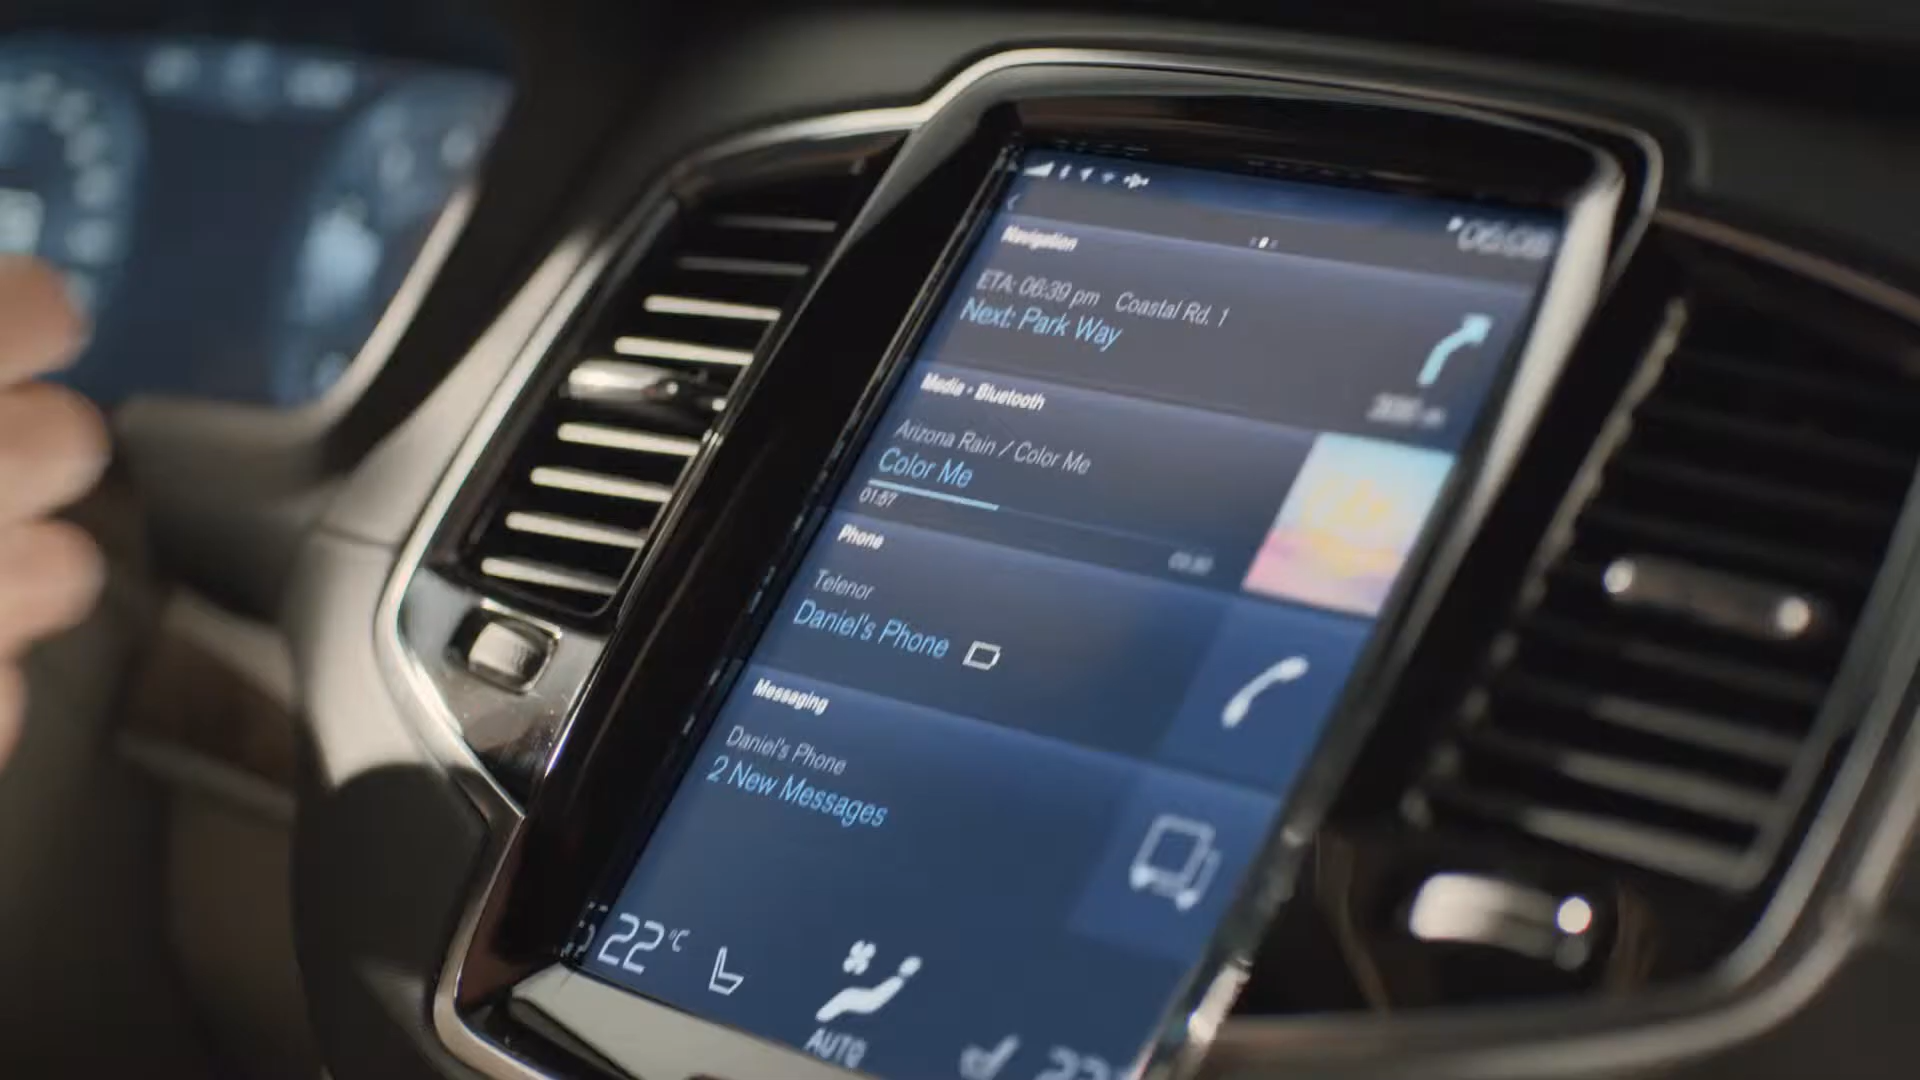 Navigation
ETA: 06:39 pm Coastal Rd. 1
Next: Park Way
Media - Bluetooth
Arizona Rain / Color Me
Color Me
01:57
Phone
Telenor
Daniel's Phone
Messaging
Daniel's Phone
2 New Messages
22°C
AUTO